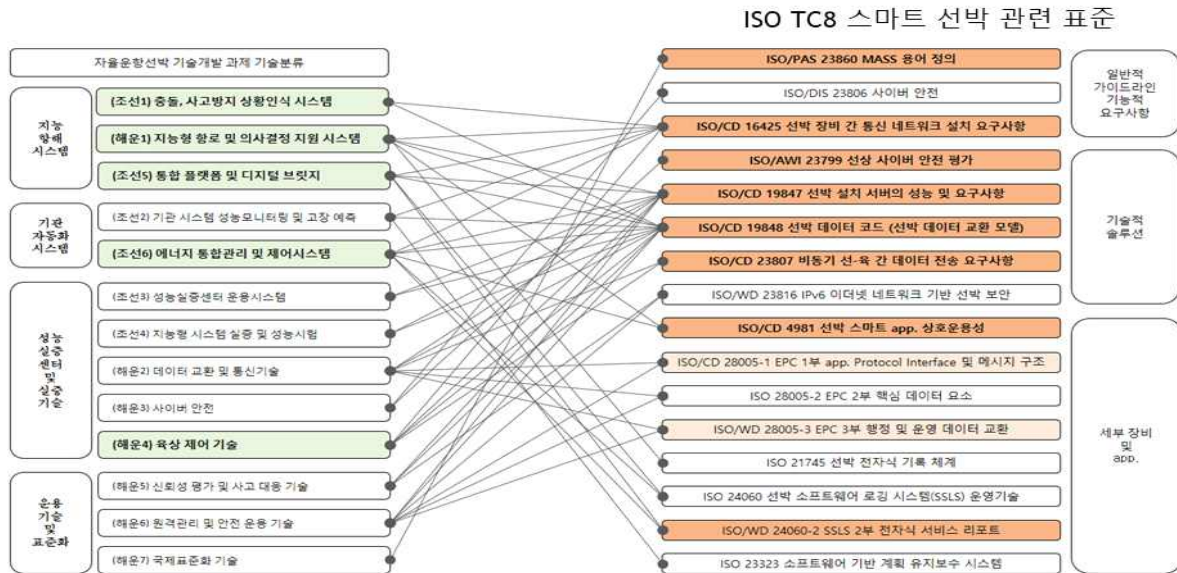 ISO TC8 스마트 선박 관련 표준
자율운항선박 기술개발 과제 기술분류
지능
항해
시스템
(조선1) 충돌, 사고방지 상황인식 시스템
(해운1) 지능형 항로 및 의사결정 지원 시스템
(조선5) 통합 플랫폼 및 디지털 브릿지
기관
자동화
시스템
(조선2) 기관 시스템 성능모니터링 및 고장 예측
(조선6) 에너지 통합관리 및 제어시스템
성능
실증
센터
및
실증
기술
(조선3) 성능실증센터 운용시스템
(조선4) 지능형 시스템 실증 및 성능시험
(해운2) 데이터 교환 및 통신기술
(해운3) 사이버 안전
(해운4) 육상 제어 기술
운용
기술
및
표준화
(해운5) 신뢰성 평가 및 사고 대응 기술
(해운6) 원격관리 및 안전 운용 기술
(해운7) 국제표준화 기술
ISO/PAS 23860 MASS 용어 정의
ISO/DIS 23806 사이버 안전
ISO/CD 16425 선박 장비 간 통신 네트워크 설치 요구사항
ISO/AWI 23799 선상 사이버 안전 평가
ISO/CD 19847 선박 설치 서버의 성능 및 요구사항
ISO/CD 19848 선박 데이터 코드 (선박 데이터 교환 모델)
ISO/CD 23807 비동기 선-육 간 데이터 전송 요구사항
ISO/WD 23816 IPv6 이더넷 네트워크 기반 선박 보안
ISO/CD 4981 선박 스마트 app. 상호운용성
ISO/CD 28005-1 EPC 1부 app. Protocol Interface 및 메시지 구조
ISO 28005-2 EPC 2부 핵심 데이터 요소
ISO/WD 28005-3 EPC 3부 행정 및 운영 데이터 교환
ISO 21745 선박 전자식 기록 체계
ISO 24060 선박 소프트웨어 로깅 시스템(SSLS) 운영기술
ISO/WD 24060-2 SSLS 2부 전자식 서비스 리포트
ISO 23323 소프트웨어 기반 계획 유지보수 시스템
일반적
가이드라인
기능적
요구사항
기술적
솔루션
세부 장비
및
app.